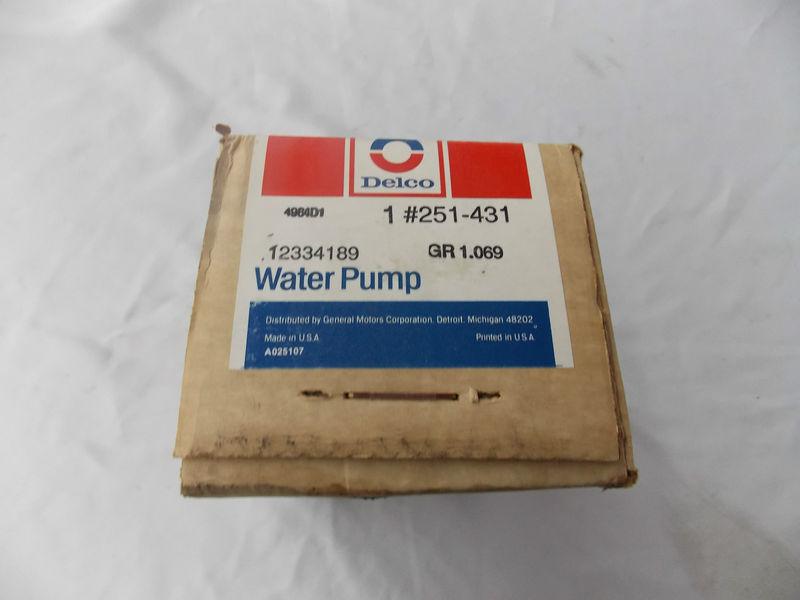 Delco
4964D1 1 #251-431
12334189 GR 1.069
Water Pump
Distributed by General Motors Corporation, Detroit, Michigan 48202
Made in U.S.A. Printed in U.S.A.
A025107